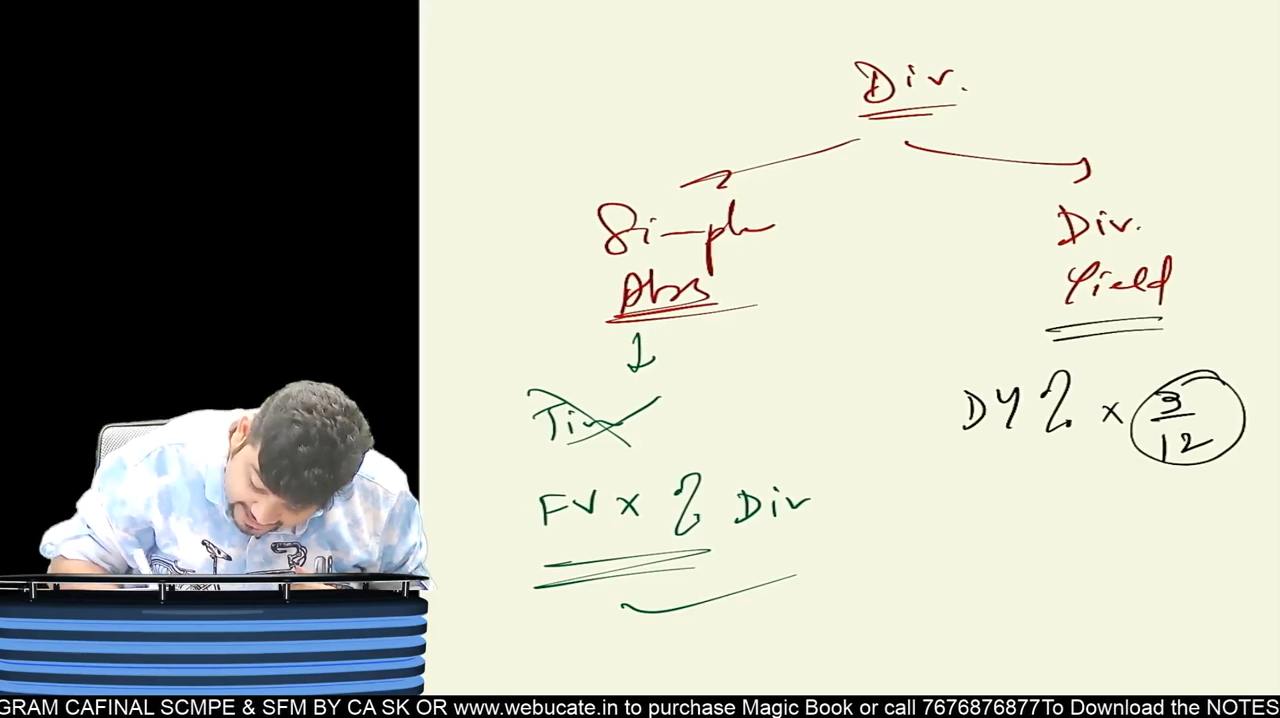 Div.
Simple
Abs
Div.
Yield
Tim
DY % × 3/12
FV × % Div
GRAM CAFINAL SCMPE & SFM BY CA SK OR www.webucate.in to purchase Magic Book or call 7676876877To Download the NOTES